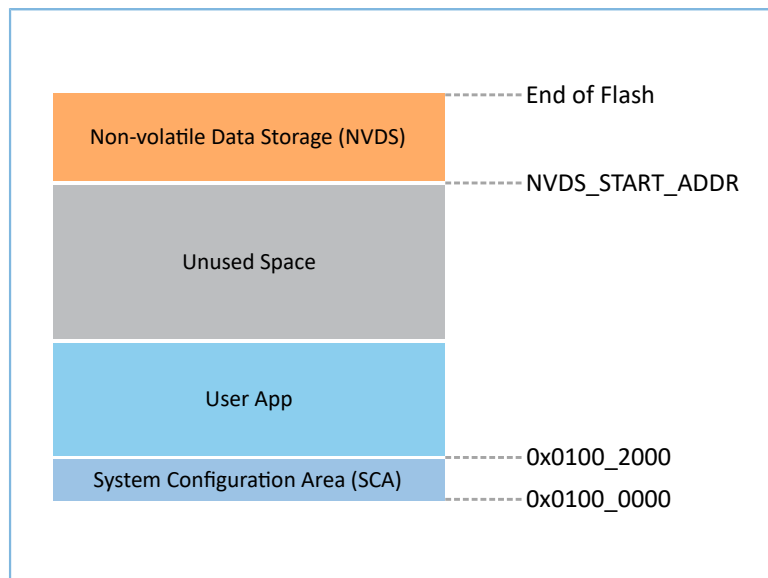 End of Flash
Non-volatile Data Storage (NVDS)
NVDS_START_ADDR
Unused Space
User App
0x0100_2000
System Configuration Area (SCA)
0x0100_0000